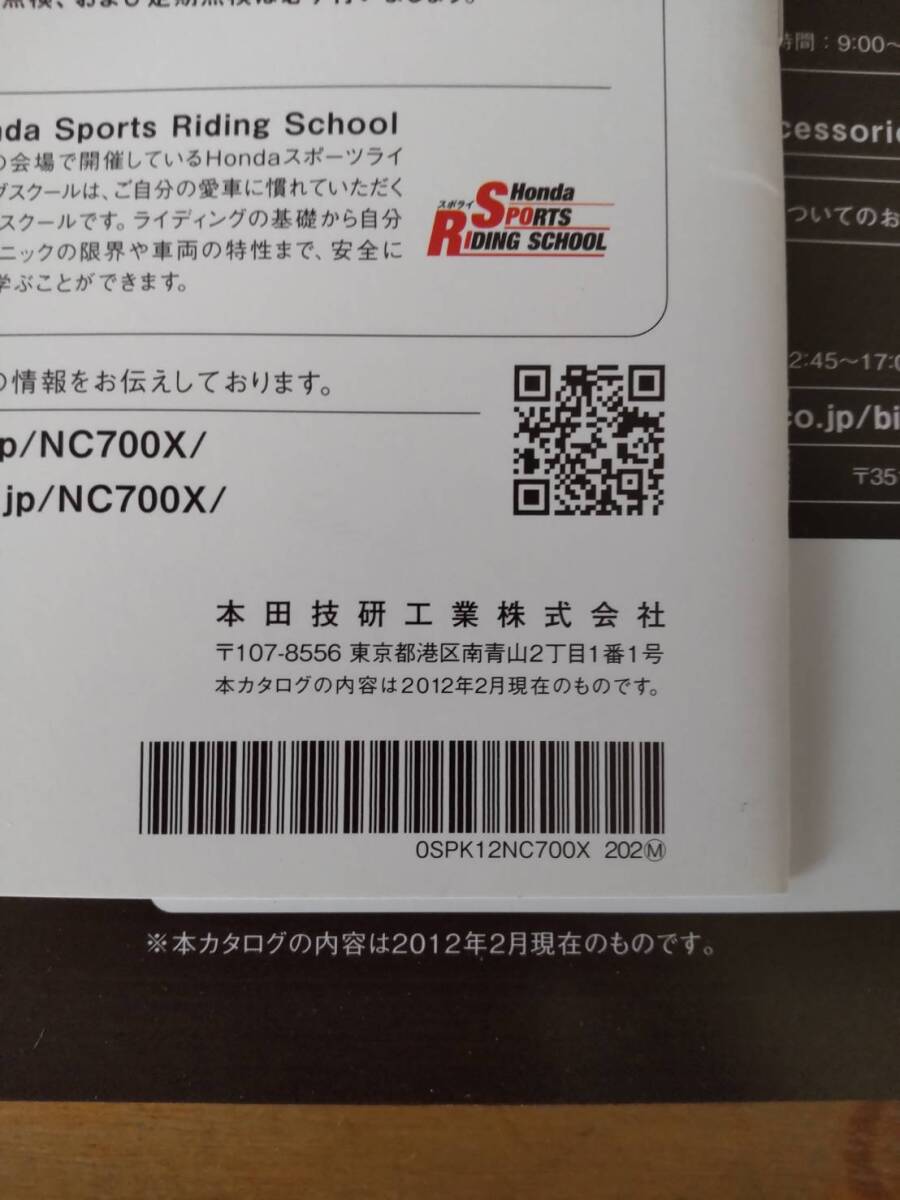 点検、および定期点検は必ず行いましょう。
nda Sports Riding School
の会場で開催しているHondaスポーツライ
グスクールは、ご自分の愛車に慣れていただく
スクールです。ライディングの基礎から自分
ニックの限界や車両の特性まで、安全に
学ぶことができます。
スポライ
Honda
SPORTS
RIDING SCHOOL
の情報をお伝えしております。
p/NC700X/
jp/NC700X/
本田技研工業株式会社
〒107-8556 東京都港区南青山2丁目1番1号
本カタログの内容は2012年2月現在のものです。
0SPK12NC700X 202Ⓜ
時間：9:00～
cessorie
ついてのお
2:45～17:0
co.jp/bi
〒351
※本カタログの内容は2012年2月現在のものです。